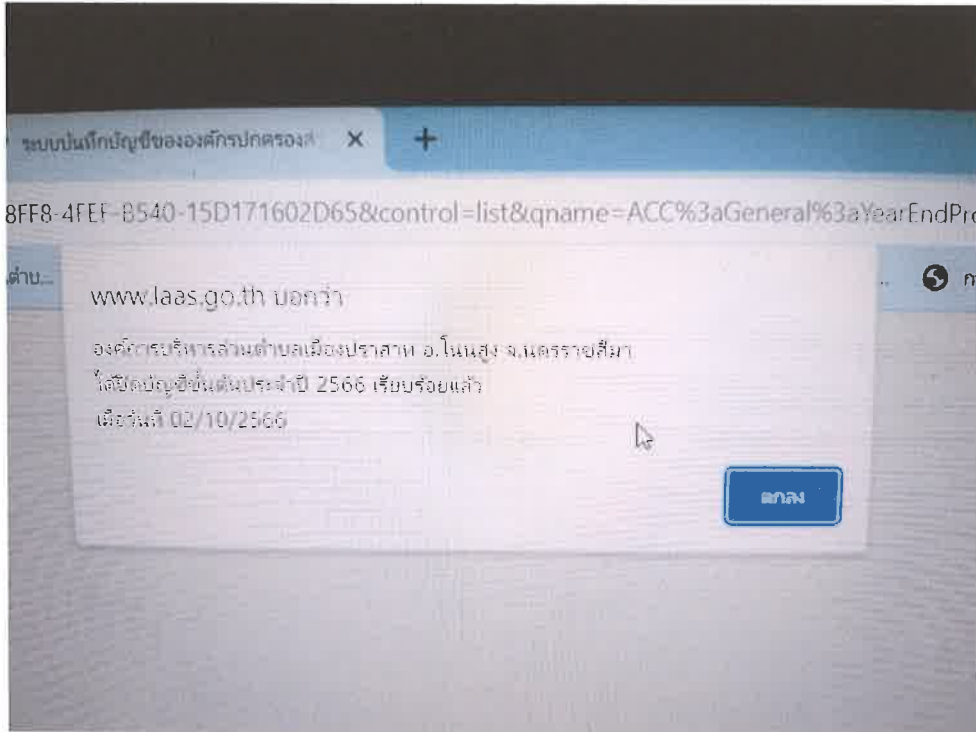 ระบบบันทึกบัญชีขององค์กรปกครองส
8FF8-4FEF-B540-15D171602D65&control=list&qname=ACC%3aGeneral%3aYearEndPro
ตำบ...
www.laas.go.th บอกว่า
องค์การบริหารส่วนตำบลเมืองปราสาท อ.โนนสูง จ.นครราชสีมา
ได้ปิดบัญชีขั้นต้นประจำปี 2566 เรียบร้อยแล้ว
เมื่อวันที่ 02/10/2566
ตกลง